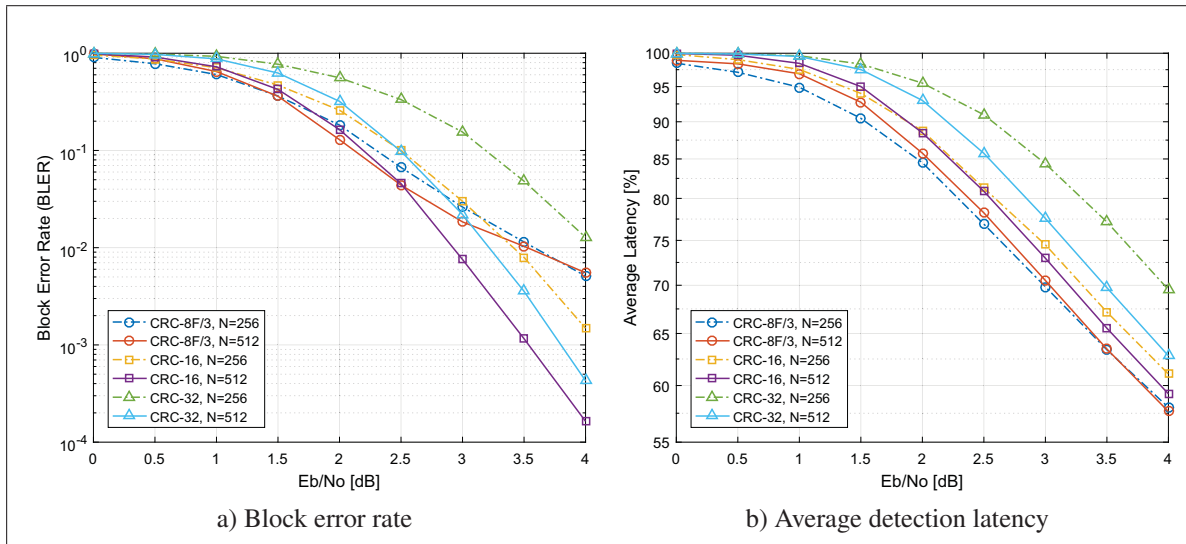 10^0
10^-1
10^-2
10^-3
10^-4
Block Error Rate (BLER)
CRC-8F/3, N=256
CRC-8F/3, N=512
CRC-16, N=256
CRC-16, N=512
CRC-32, N=256
CRC-32, N=512
0 0.5 1 1.5 2 2.5 3 3.5 4
Eb/No [dB]
a) Block error rate
100
95
90
85
80
75
70
65
60
55
Average Latency [%]
CRC-8F/3, N=256
CRC-8F/3, N=512
CRC-16, N=256
CRC-16, N=512
CRC-32, N=256
CRC-32, N=512
0 0.5 1 1.5 2 2.5 3 3.5 4
Eb/No [dB]
b) Average detection latency